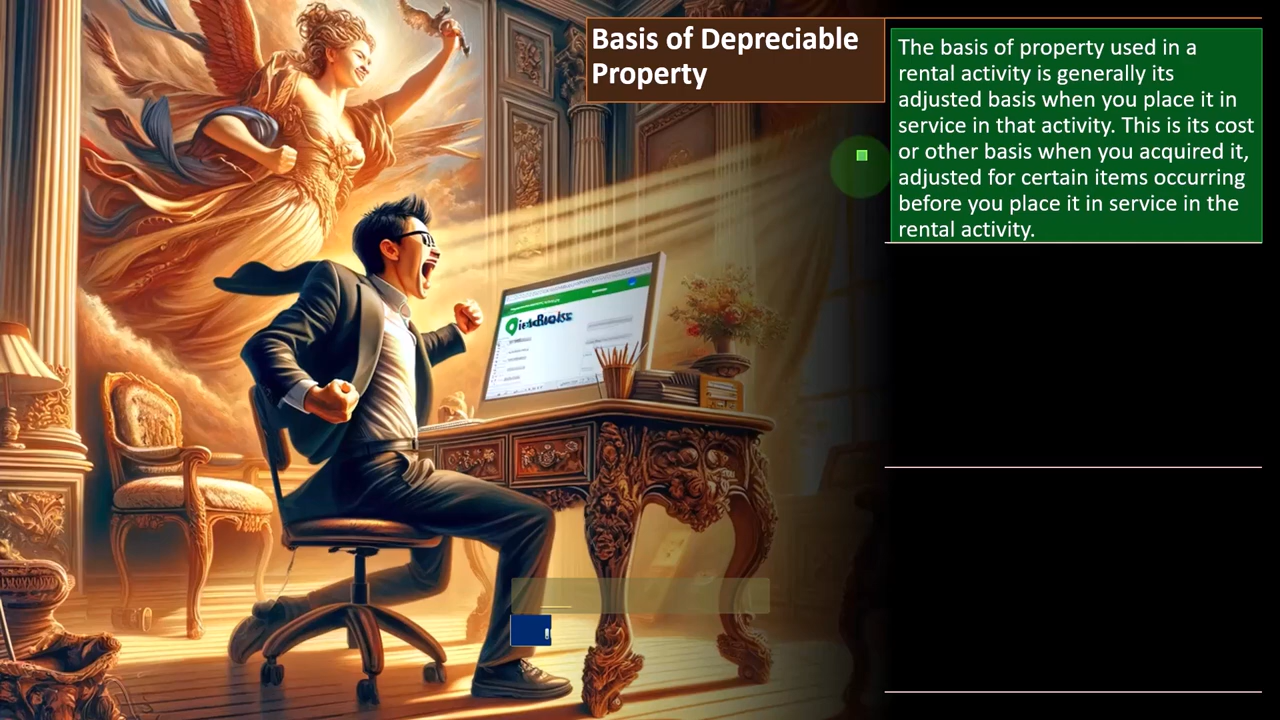 Basis of Depreciable
Property
The basis of property used in a
rental activity is generally its
adjusted basis when you place it in
service in that activity. This is its cost
or other basis when you acquired it,
adjusted for certain items occurring
before you place it in service in the
rental activity.